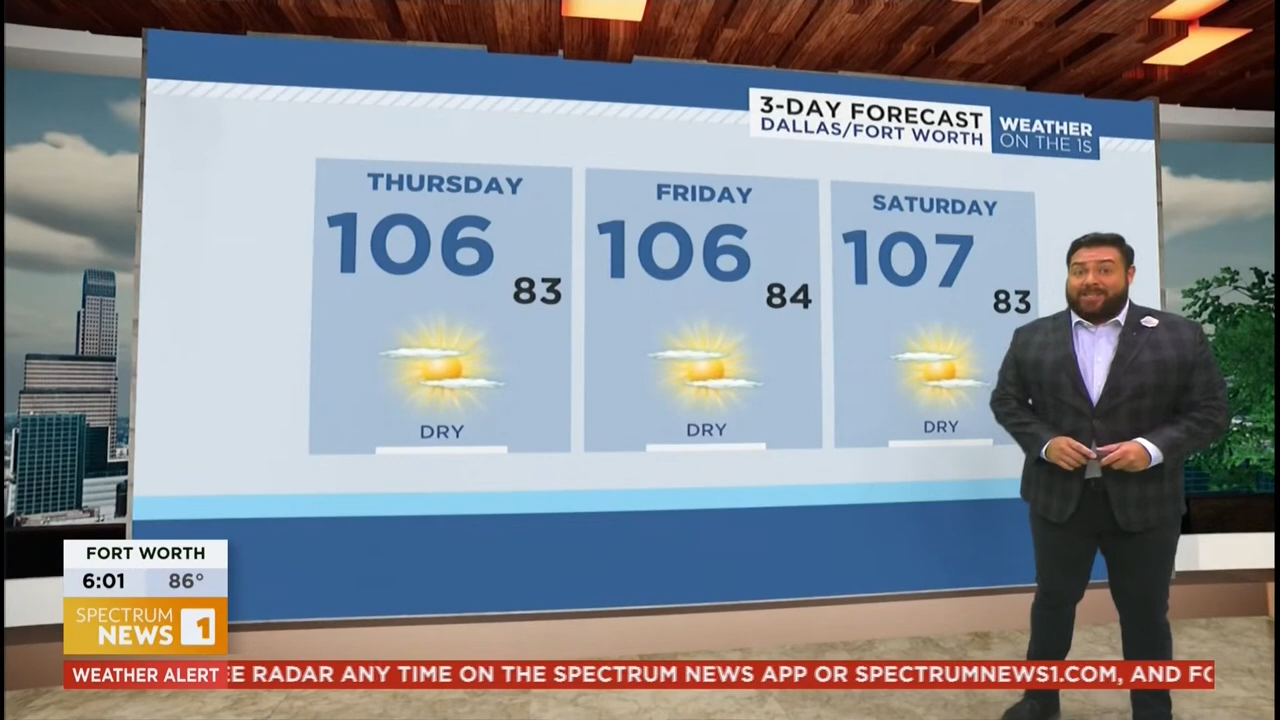 3-DAY FORECAST
DALLAS/FORT WORTH
WEATHER
ON THE 1S
THURSDAY
106
83
DRY
FRIDAY
106
84
DRY
SATURDAY
107
83
DRY
FORT WORTH
6:01 86°
SPECTRUM
NEWS 1
WEATHER ALERT EE RADAR ANY TIME ON THE SPECTRUM NEWS APP OR SPECTRUMNEWS1.COM, AND FO